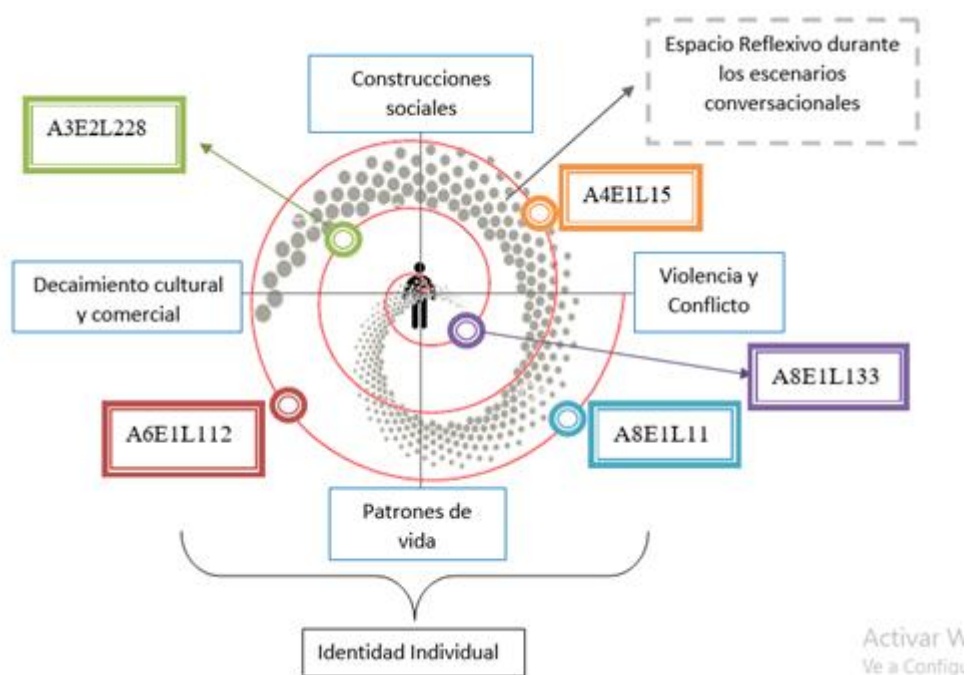 Espacio Reflexivo durante
los escenarios
conversacionales
Construcciones
sociales
A3E2L228
A4E1L15
Decaimiento cultural
y comercial
Violencia y
Conflicto
A8E1L133
A6E1L112
A8E1L11
Patrones de
vida
Identidad Individual
Activar W
Ve a Configu